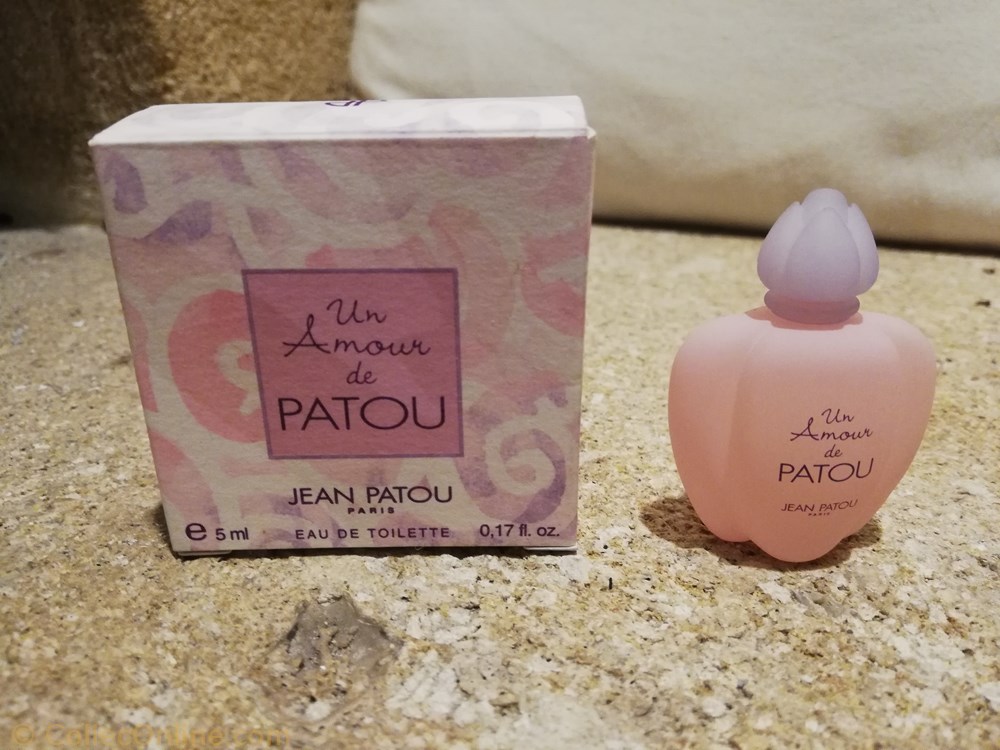 Un
Amour
de
PATOU
JEAN PATOU
PARIS
e 5 ml EAU DE TOILETTE 0,17 fl. oz.
Un
Amour
de
PATOU
JEAN PATOU
PARIS